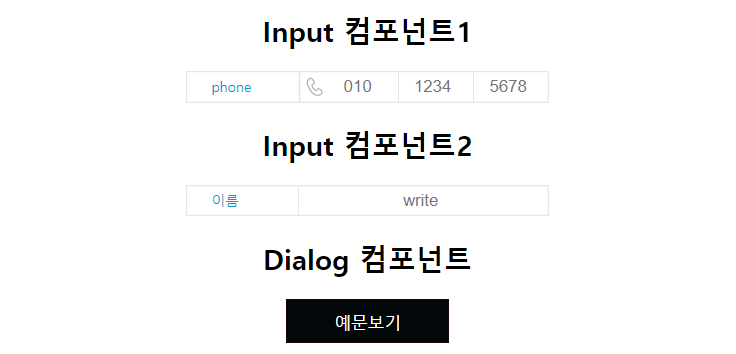 Input 컴포넌트1
phone 010 1234 5678
Input 컴포넌트2
이름 write
Dialog 컴포넌트
예문보기